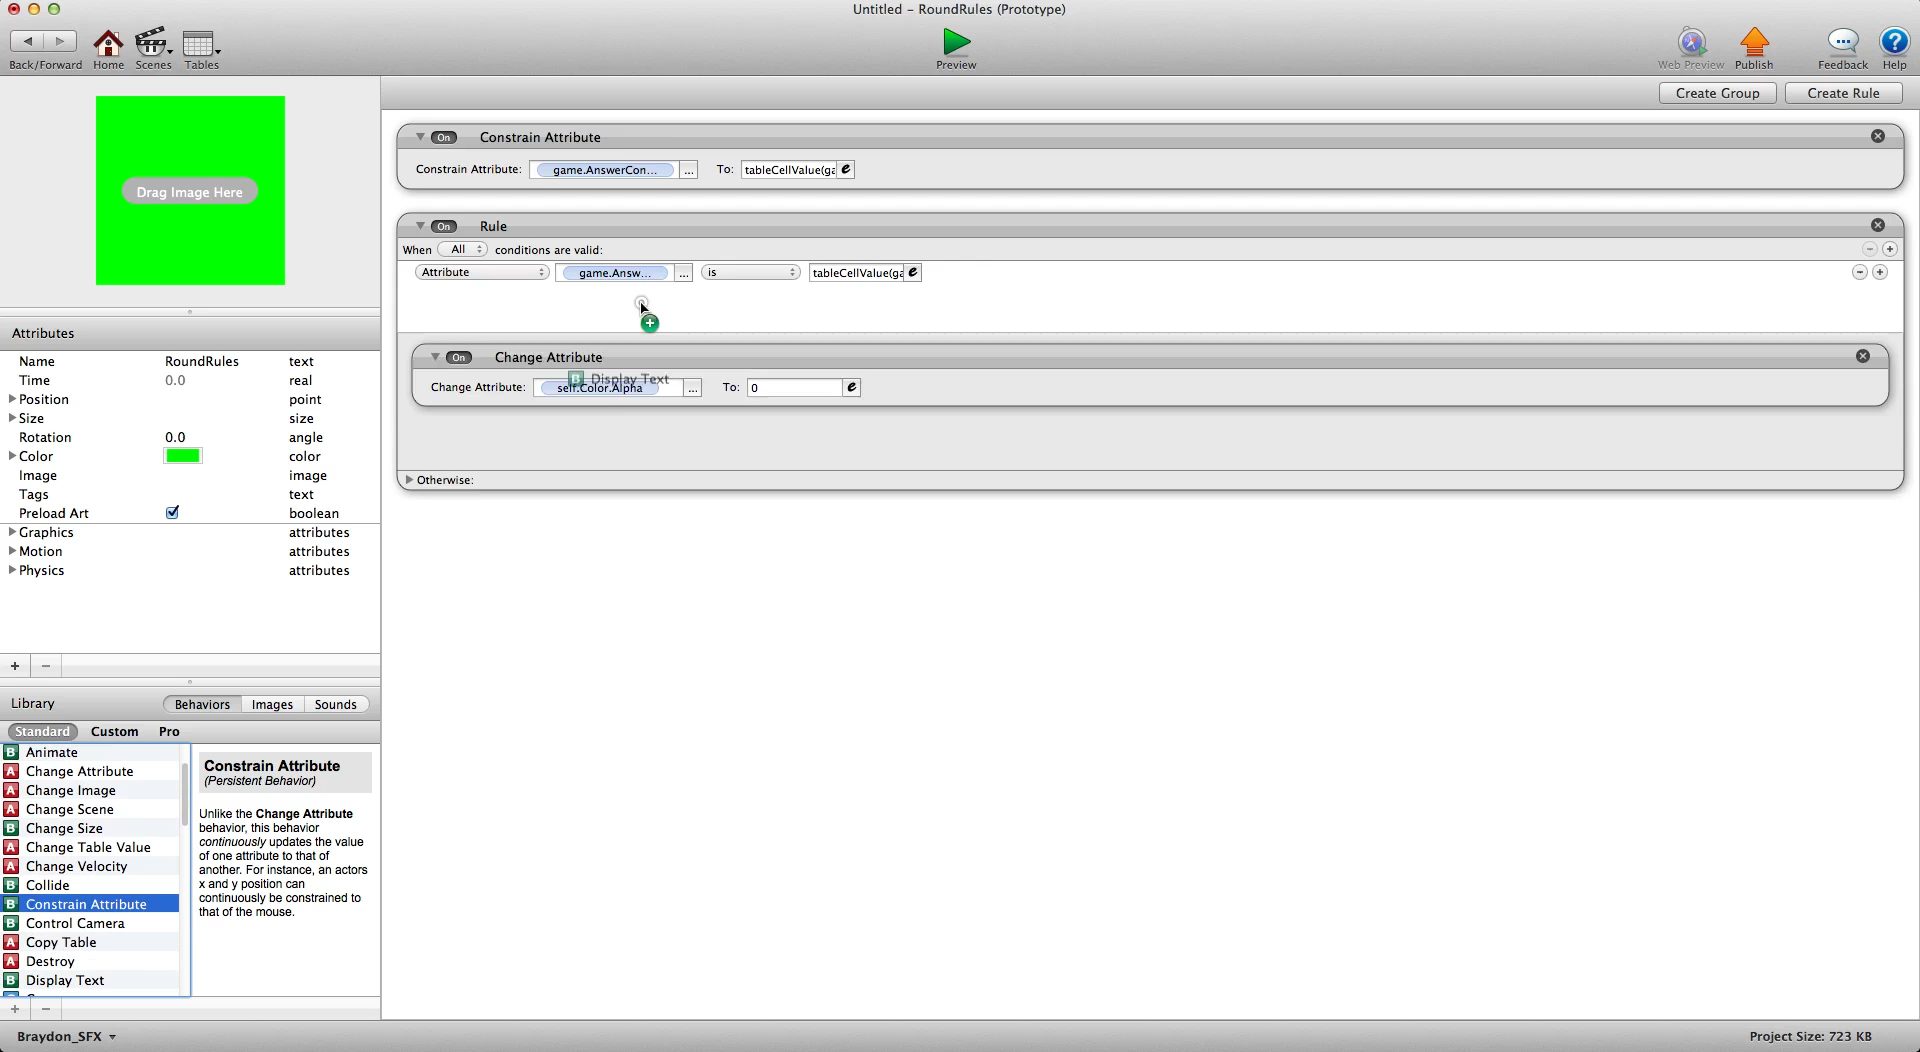 Untitled – RoundRules (Prototype)
Back/Forward
Home
Scenes
Tables
Preview
Web Preview
Publish
Feedback
Help
Create Group
Create Rule
Drag Image Here
On
Constrain Attribute
Constrain Attribute:
game.AnswerCon...
...
To:
tableCellValue(ga
e
On
Rule
When
All
conditions are valid:
Attribute
game.Answ...
...
is
tableCellValue(ga
e
On
Change Attribute
Display Text
Change Attribute:
self.Color.Alpha
...
To:
0
e
Otherwise:
Attributes
Name RoundRules text
Time 0.0 real
Position point
Size size
Rotation 0.0 angle
Color color
Image image
Tags text
Preload Art boolean
Graphics attributes
Motion attributes
Physics attributes
Library
Behaviors
Images
Sounds
Standard
Custom
Pro
B Animate
A Change Attribute
A Change Image
A Change Scene
B Change Size
A Change Table Value
A Change Velocity
B Collide
B Constrain Attribute
B Control Camera
A Copy Table
A Destroy
B Display Text
Constrain Attribute
(Persistent Behavior)
Unlike the Change Attribute
behavior, this behavior
continuously updates the value
of one attribute to that of
another. For instance, an actors
x and y position can
continuously be constrained to
that of the mouse.
Braydon_SFX
Project Size: 723 KB